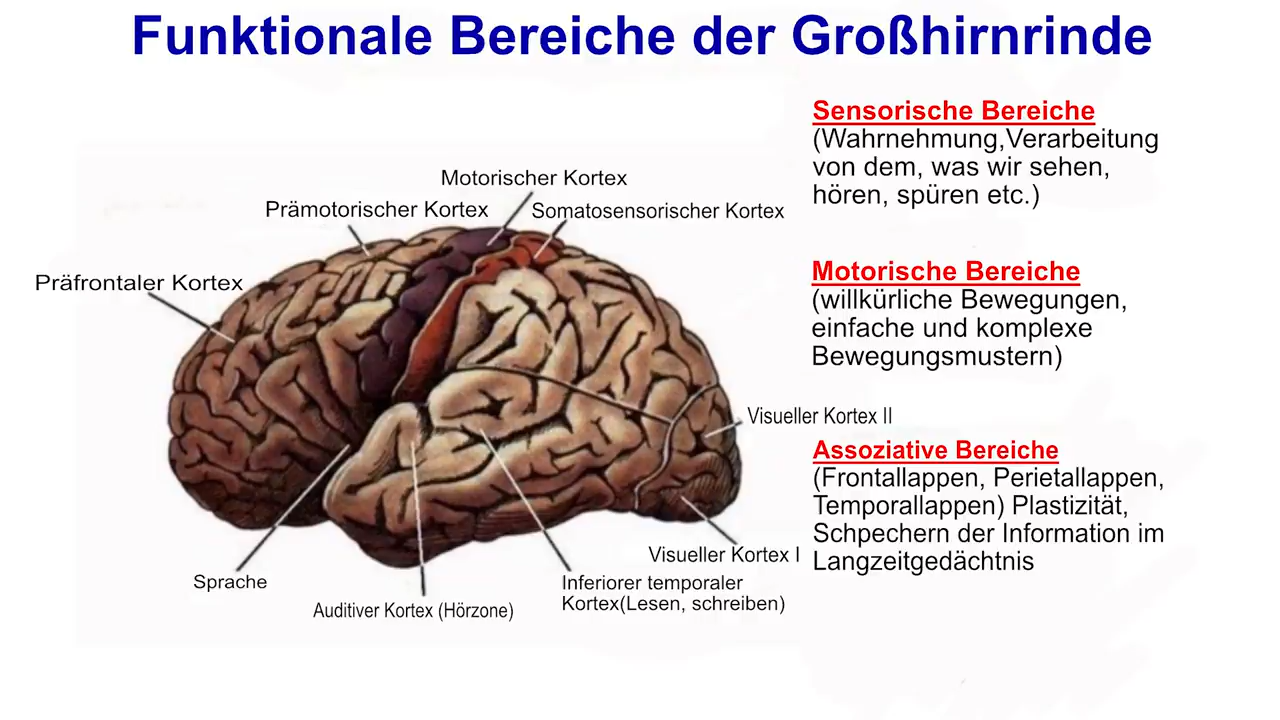 Funktionale Bereiche der Großhirnrinde
Motorischer Kortex
Prämotorischer Kortex
Somatosensorischer Kortex
Präfrontaler Kortex
Visueller Kortex II
Visueller Kortex I
Sprache
Inferiorer temporaler
Kortex(Lesen, schreiben)
Auditiver Kortex (Hörzone)
Sensorische Bereiche
(Wahrnehmung,Verarbeitung
von dem, was wir sehen,
hören, spüren etc.)
Motorische Bereiche
(willkürliche Bewegungen,
einfache und komplexe
Bewegungsmustern)
Assoziative Bereiche
(Frontallappen, Perietallappen,
Temporallappen) Plastizität,
Schpechern der Information im
Langzeitgedächtnis